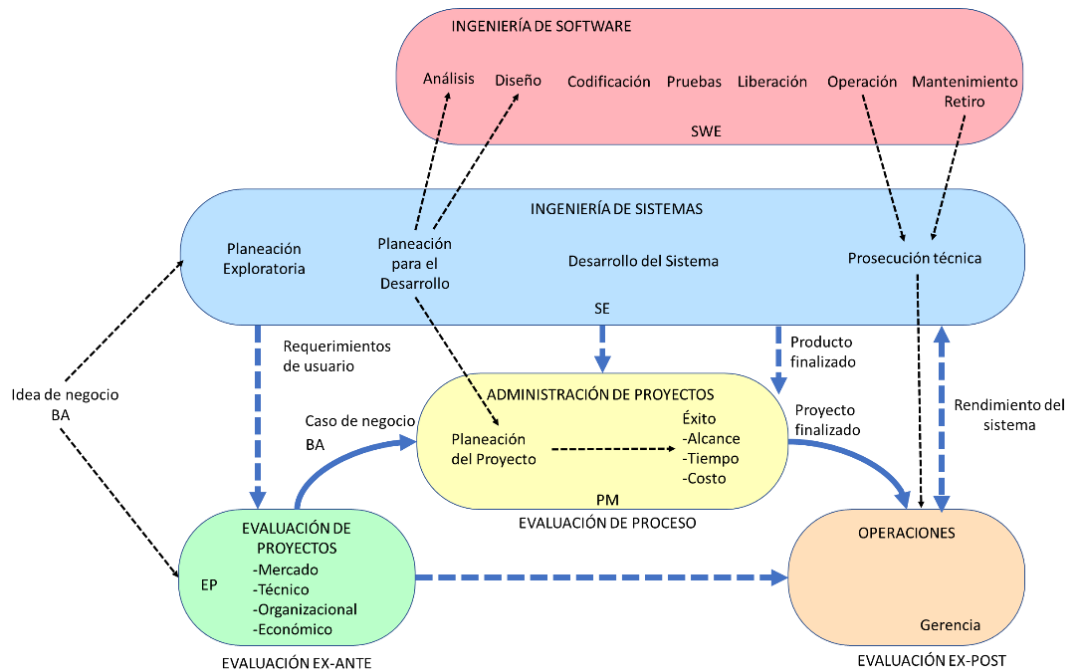 INGENIERÍA DE SOFTWARE
Análisis
Diseño
Codificación
Pruebas
Liberación
Operación
Mantenimiento
Retiro
SWE
INGENIERÍA DE SISTEMAS
Planeación
Exploratoria
Planeación
para el
Desarrollo
Desarrollo del Sistema
Prosecución técnica
SE
Requerimientos
de usuario
Producto
finalizado
Idea de negocio
BA
Caso de negocio
BA
ADMINISTRACIÓN DE PROYECTOS
Planeación
del Proyecto
Éxito
-Alcance
-Tiempo
-Costo
PM
EVALUACIÓN DE PROCESO
Proyecto
finalizado
Rendimiento del
sistema
EVALUACIÓN DE
PROYECTOS
EP
-Mercado
-Técnico
-Organizacional
-Económico
EVALUACIÓN EX-ANTE
OPERACIONES
Gerencia
EVALUACIÓN EX-POST